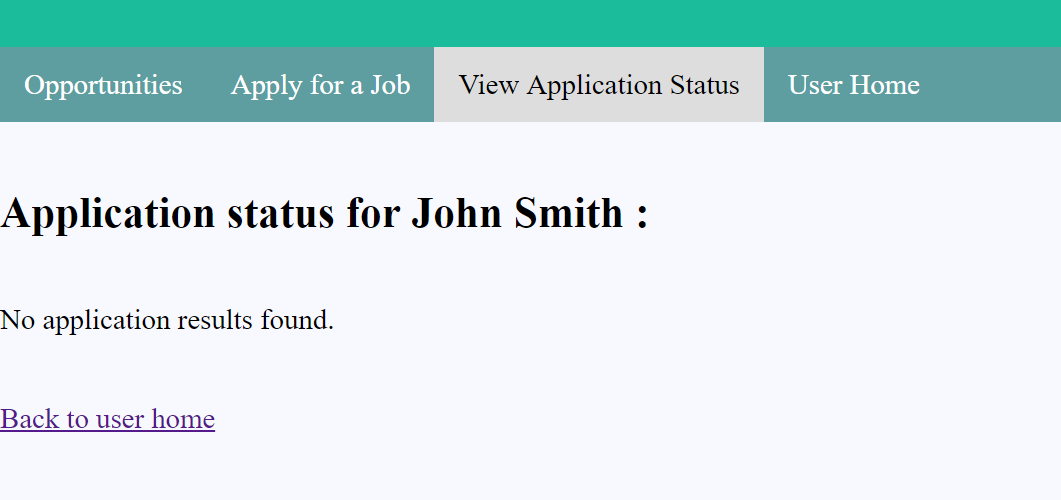 Opportunities Apply for a Job View Application Status User Home
Application status for John Smith :
No application results found.
Back to user home